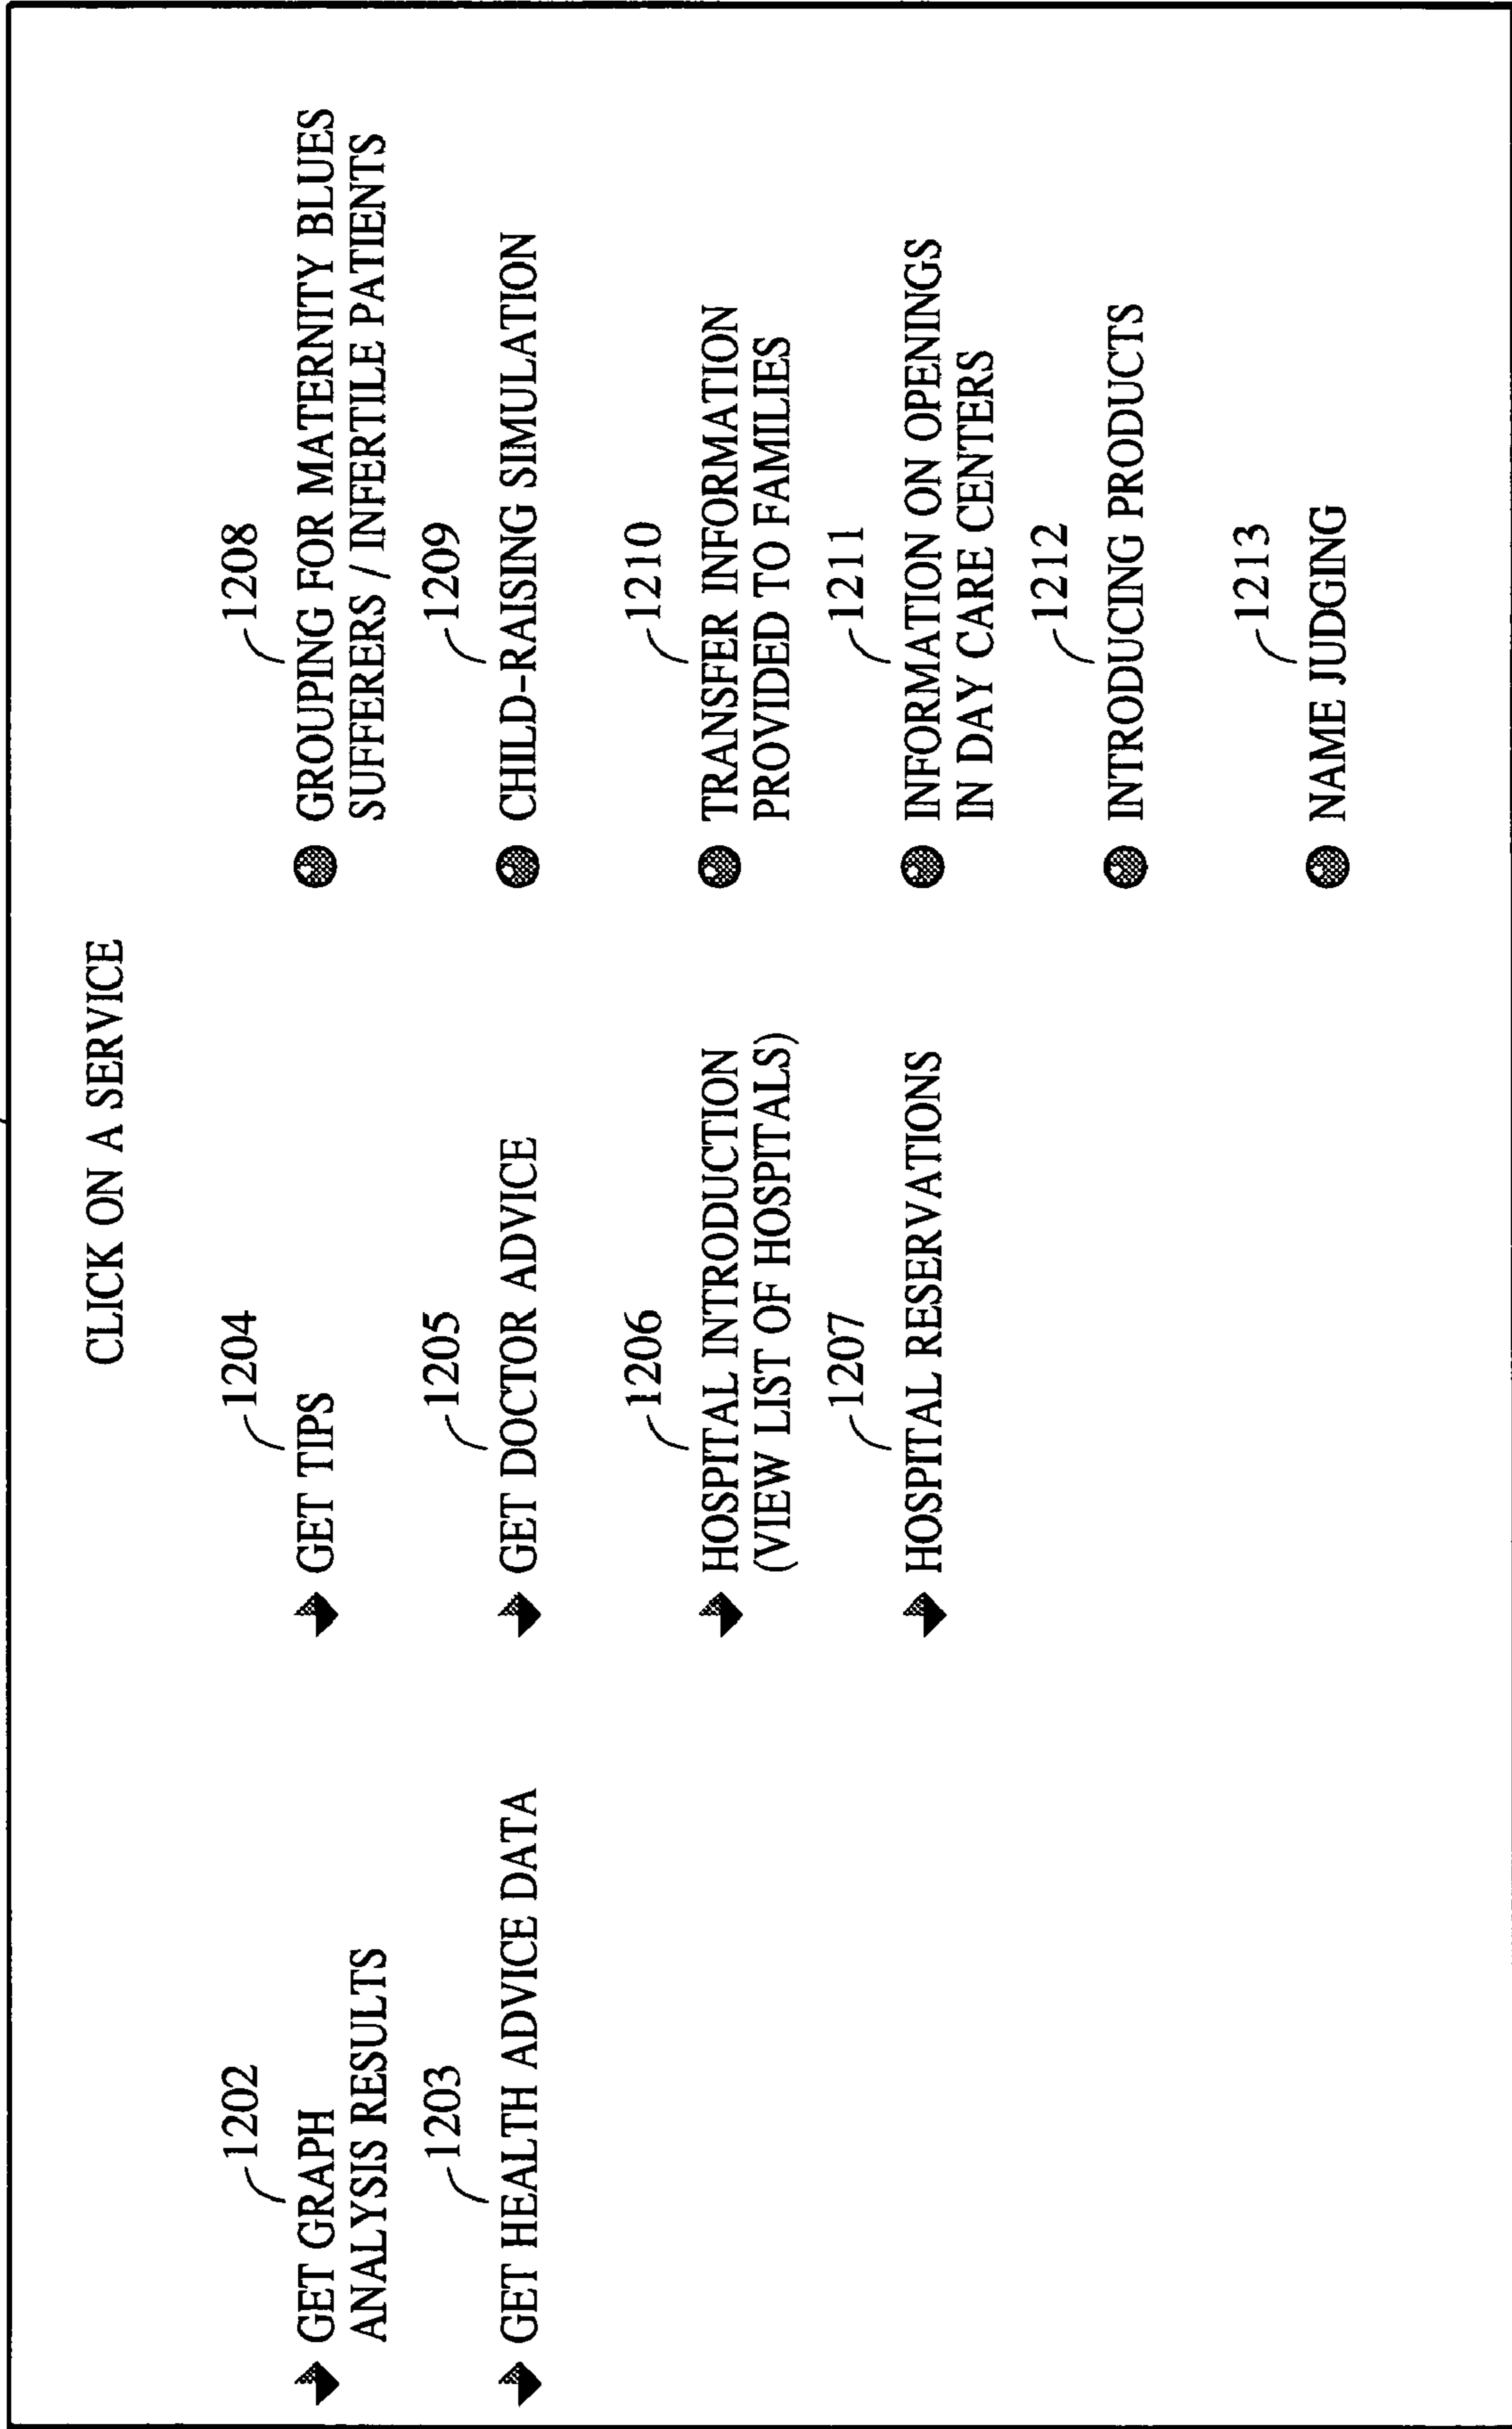 CLICK ON A SERVICE
1202
GET GRAPH
ANALYSIS RESULTS
1203
GET HEALTH ADVICE DATA
1204
GET TIPS
1205
GET DOCTOR ADVICE
1206
HOSPITAL INTRODUCTION
(VIEW LIST OF HOSPITALS)
1207
HOSPITAL RESERVATIONS
1208
GROUPING FOR MATERNITY BLUES
SUFFERERS / INFERTILE PATIENTS
1209
CHILD-RAISING SIMULATION
1210
TRANSFER INFORMATION
PROVIDED TO FAMILIES
1211
INFORMATION ON OPENINGS
IN DAY CARE CENTERS
1212
INTRODUCING PRODUCTS
1213
NAME JUDGING